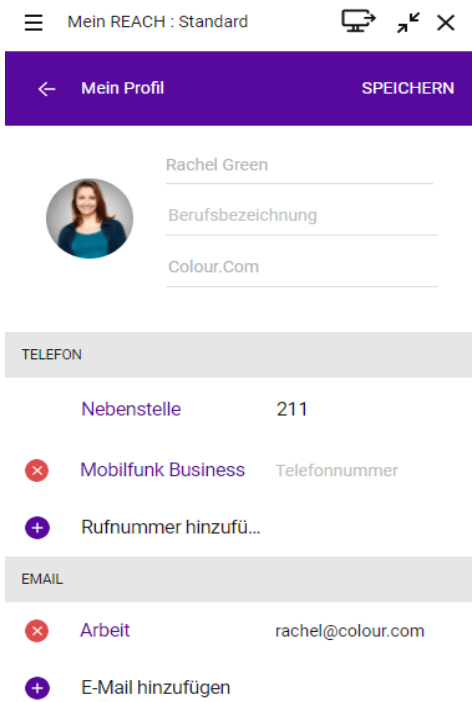 Mein REACH : Standard
Mein Profil
SPEICHERN
Rachel Green
Berufsbezeichnung
Colour.Com
TELEFON
Nebenstelle 211
Mobilfunk Business Telefonnummer
Rufnummer hinzufü...
EMAIL
Arbeit rachel@colour.com
E-Mail hinzufügen